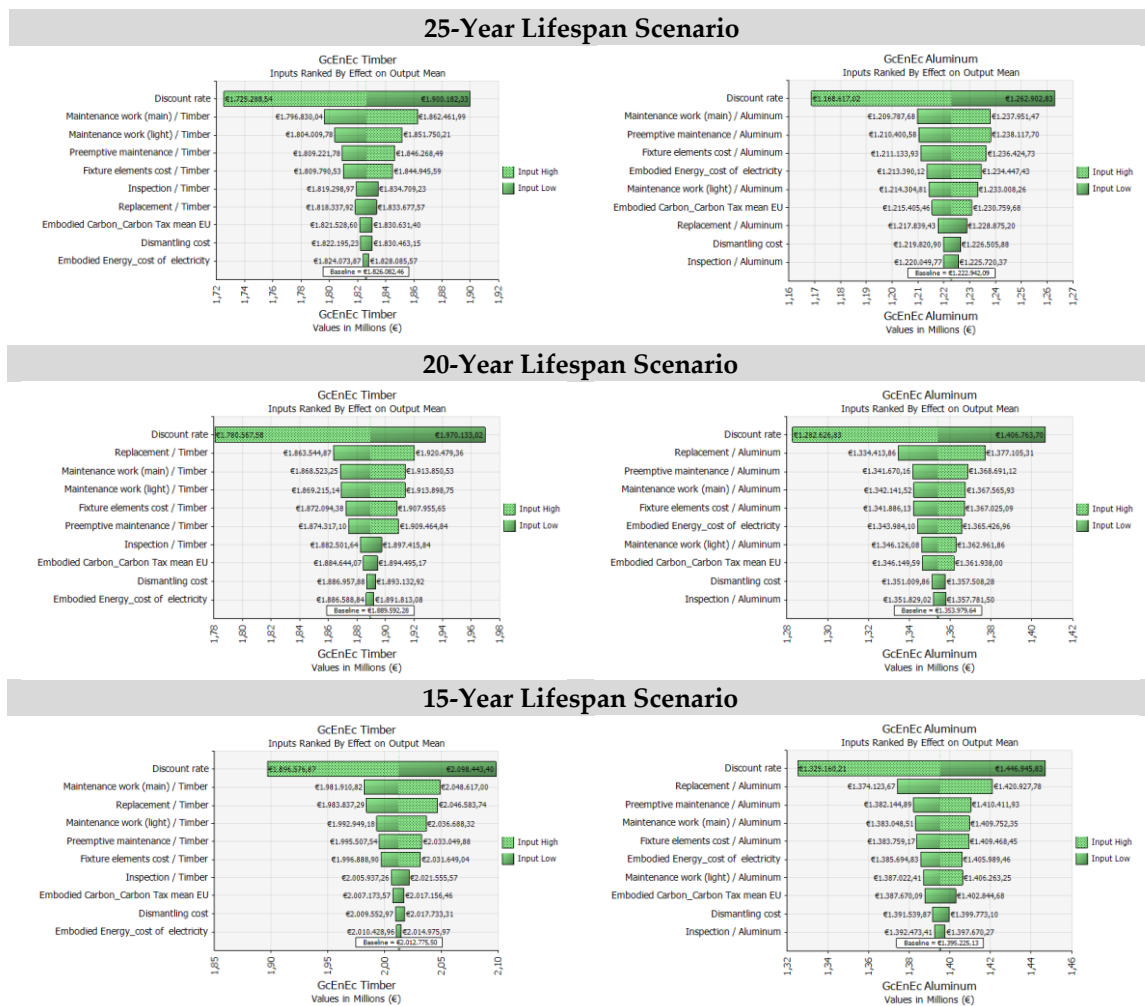 25-Year Lifespan Scenario
GcEnEc Timber
Inputs Ranked By Effect on Output Mean
Discount rate €1.725.288,54 €1.900.182,33
Maintenance work (main) / Timber €1.796.830,04 €1.862.461,99
Maintenance work (light) / Timber €1.804.009,78 €1.851.750,21
Preemptive maintenance / Timber €1.809.221,78 €1.846.268,49
Fixture elements cost / Timber €1.809.790,53 €1.844.945,59
Inspection / Timber €1.819.298,97 €1.834.709,23
Replacement / Timber €1.818.337,92 €1.833.677,57
Embodied Carbon_Carbon Tax mean EU €1.821.528,60 €1.830.631,40
Dismantling cost €1.822.195,23 €1.830.463,15
Embodied Energy_cost of electricity €1.824.073,87 €1.828.085,57
Baseline = €1.826.082,46
Input High
Input Low
1,72 1,74 1,76 1,78 1,80 1,82 1,84 1,86 1,88 1,90 1,92
GcEnEc Timber
Values in Millions (€)
GcEnEc Aluminum
Inputs Ranked By Effect on Output Mean
Discount rate €1.168.617,02 €1.262.902,83
Maintenance work (main) / Aluminum €1.209.787,68 €1.237.951,47
Preemptive maintenance / Aluminum €1.210.400,58 €1.238.117,70
Fixture elements cost / Aluminum €1.211.133,93 €1.236.424,73
Embodied Energy_cost of electricity €1.213.390,12 €1.234.447,43
Maintenance work (light) / Aluminum €1.214.304,81 €1.233.008,26
Embodied Carbon_Carbon Tax mean EU €1.215.405,46 €1.230.759,68
Replacement / Aluminum €1.217.839,43 €1.228.875,20
Dismantling cost €1.219.820,90 €1.226.505,88
Inspection / Aluminum €1.220.049,77 €1.225.720,37
Baseline = €1.222.942,09
Input High
Input Low
1,16 1,17 1,18 1,19 1,20 1,21 1,22 1,23 1,24 1,25 1,26 1,27
GcEnEc Aluminum
Values in Millions (€)
20-Year Lifespan Scenario
GcEnEc Timber
Inputs Ranked By Effect on Output Mean
Discount rate €1.780.567,58 €1.970.133,02
Replacement / Timber €1.863.544,87 €1.920.479,36
Maintenance work (main) / Timber €1.868.523,25 €1.913.850,53
Maintenance work (light) / Timber €1.869.215,14 €1.913.898,75
Fixture elements cost / Timber €1.872.094,38 €1.907.955,65
Preemptive maintenance / Timber €1.874.317,10 €1.909.464,84
Inspection / Timber €1.882.501,64 €1.897.415,84
Embodied Carbon_Carbon Tax mean EU €1.884.644,07 €1.894.495,17
Dismantling cost €1.886.957,88 €1.893.132,92
Embodied Energy_cost of electricity €1.886.588,84 €1.891.813,08
Baseline = €1.889.592,28
Input High
Input Low
1,78 1,80 1,82 1,84 1,86 1,88 1,90 1,92 1,94 1,96 1,98
GcEnEc Timber
Values in Millions (€)
GcEnEc Aluminum
Inputs Ranked By Effect on Output Mean
Discount rate €1.282.626,83 €1.406.763,70
Replacement / Aluminum €1.334.413,86 €1.377.105,31
Preemptive maintenance / Aluminum €1.341.670,16 €1.368.691,12
Maintenance work (main) / Aluminum €1.342.141,52 €1.367.565,93
Fixture elements cost / Aluminum €1.341.886,13 €1.367.025,09
Embodied Energy_cost of electricity €1.343.984,10 €1.365.426,96
Maintenance work (light) / Aluminum €1.346.126,08 €1.362.961,86
Embodied Carbon_Carbon Tax mean EU €1.346.149,59 €1.361.938,00
Dismantling cost €1.351.009,86 €1.357.508,28
Inspection / Aluminum €1.351.829,02 €1.357.781,50
Baseline = €1.353.979,64
Input High
Input Low
1,28 1,30 1,32 1,34 1,36 1,38 1,40 1,42
GcEnEc Aluminum
Values in Millions (€)
15-Year Lifespan Scenario
GcEnEc Timber
Inputs Ranked By Effect on Output Mean
Discount rate €1.896.576,87 €2.098.443,40
Maintenance work (main) / Timber €1.981.910,82 €2.048.617,00
Replacement / Timber €1.983.837,29 €2.046.583,74
Maintenance work (light) / Timber €1.992.949,18 €2.036.688,32
Preemptive maintenance / Timber €1.995.507,54 €2.033.049,88
Fixture elements cost / Timber €1.996.888,90 €2.031.649,04
Inspection / Timber €2.005.937,26 €2.021.555,57
Embodied Carbon_Carbon Tax mean EU €2.007.173,57 €2.017.156,46
Dismantling cost €2.009.552,97 €2.017.733,31
Embodied Energy_cost of electricity €2.010.428,96 €2.014.975,97
Baseline = €2.012.775,50
Input High
Input Low
1,85 1,90 1,95 2,00 2,05 2,10
GcEnEc Timber
Values in Millions (€)
GcEnEc Aluminum
Inputs Ranked By Effect on Output Mean
Discount rate €1.325.160,21 €1.446.945,83
Replacement / Aluminum €1.374.123,67 €1.420.927,78
Preemptive maintenance / Aluminum €1.382.144,89 €1.410.411,93
Maintenance work (main) / Aluminum €1.383.048,51 €1.409.752,35
Fixture elements cost / Aluminum €1.383.759,17 €1.409.468,45
Embodied Energy_cost of electricity €1.385.694,83 €1.405.989,46
Maintenance work (light) / Aluminum €1.387.022,41 €1.406.263,25
Embodied Carbon_Carbon Tax mean EU €1.387.670,09 €1.402.844,68
Dismantling cost €1.391.539,87 €1.399.773,10
Inspection / Aluminum €1.392.473,41 €1.397.670,27
Baseline = €1.395.225,13
Input High
Input Low
1,32 1,34 1,36 1,38 1,40 1,42 1,44 1,46
GcEnEc Aluminum
Values in Millions (€)